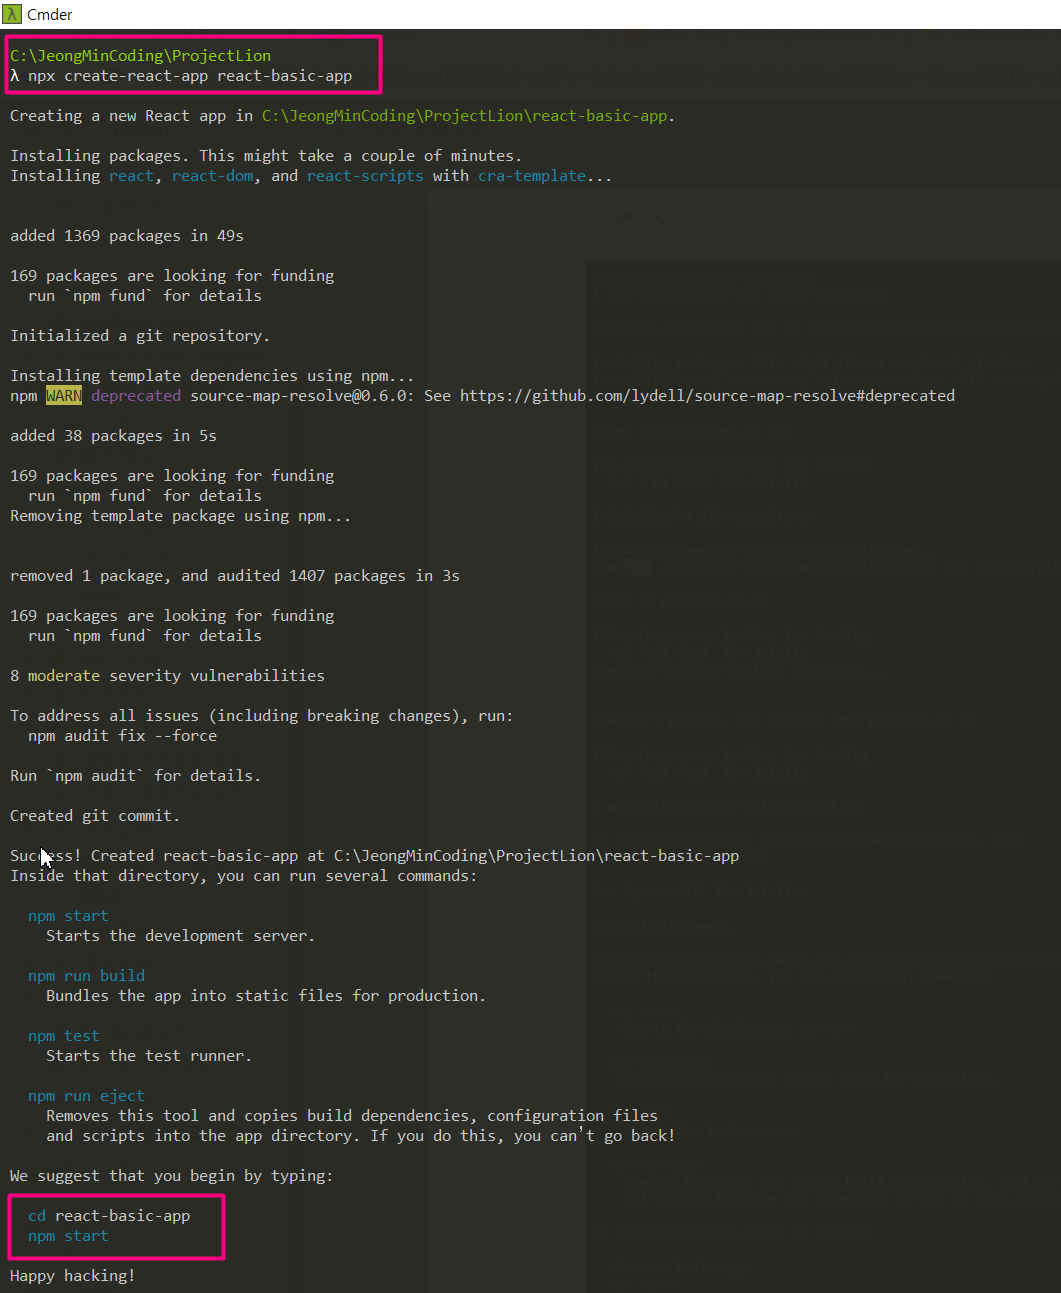 Cmder
C:\JeongMinCoding\ProjectLion
λ npx create-react-app react-basic-app
Creating a new React app in C:\JeongMinCoding\ProjectLion\react-basic-app.
Installing packages. This might take a couple of minutes.
Installing react, react-dom, and react-scripts with cra-template...
added 1369 packages in 49s
169 packages are looking for funding
  run `npm fund` for details
Initialized a git repository.
Installing template dependencies using npm...
npm WARN deprecated source-map-resolve@0.6.0: See https://github.com/lydell/source-map-resolve#deprecated
added 38 packages in 5s
169 packages are looking for funding
  run `npm fund` for details
Removing template package using npm...
removed 1 package, and audited 1407 packages in 3s
169 packages are looking for funding
  run `npm fund` for details
8 moderate severity vulnerabilities
To address all issues (including breaking changes), run:
  npm audit fix --force
Run `npm audit` for details.
Created git commit.
Success! Created react-basic-app at C:\JeongMinCoding\ProjectLion\react-basic-app
Inside that directory, you can run several commands:
  npm start
    Starts the development server.
  npm run build
    Bundles the app into static files for production.
  npm test
    Starts the test runner.
  npm run eject
    Removes this tool and copies build dependencies, configuration files
    and scripts into the app directory. If you do this, you can’t go back!
We suggest that you begin by typing:
  cd react-basic-app
  npm start
Happy hacking!